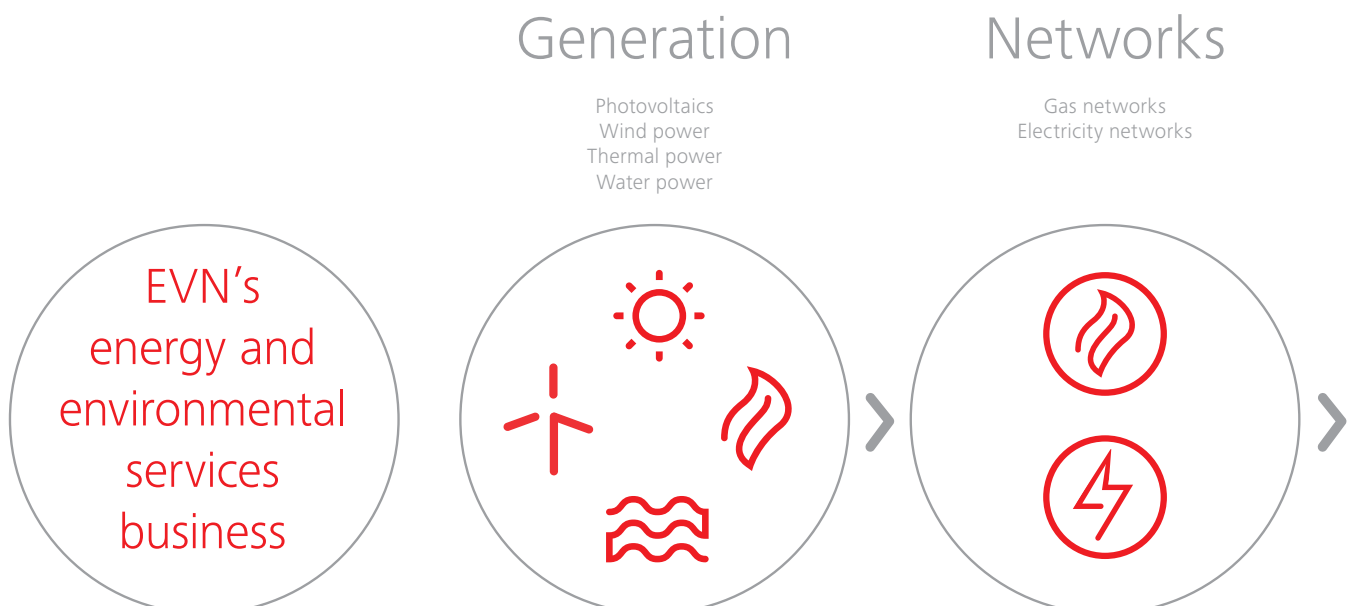 Generation
Photovoltaics
Wind power
Thermal power
Water power
Networks
Gas networks
Electricity networks
EVN’s
energy and
environmental
services
business